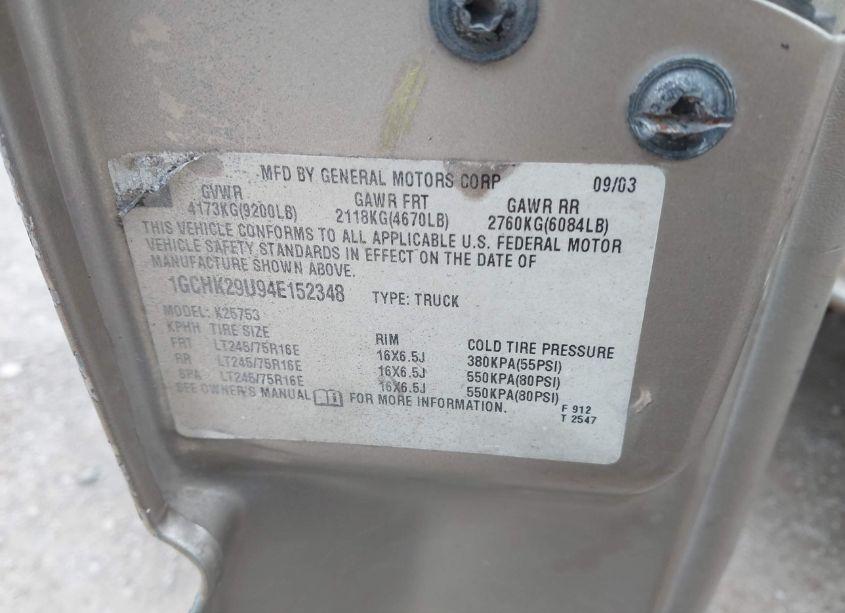 MFD BY GENERAL MOTORS CORP 09/03
GVWR GAWR FRT GAWR RR
4173KG(9200LB) 2118KG(4670LB) 2760KG(6084LB)
THIS VEHICLE CONFORMS TO ALL APPLICABLE U.S. FEDERAL MOTOR
VEHICLE SAFETY STANDARDS IN EFFECT ON THE DATE OF
MANUFACTURE SHOWN ABOVE.
1GCHK29U94E152348 TYPE: TRUCK
MODEL: K25753
KPHH TIRE SIZE RIM COLD TIRE PRESSURE
FRT LT245/75R16E 16X6.5J 380KPA(55PSI)
RR LT245/75R16E 16X6.5J 550KPA(80PSI)
SPA LT245/75R16E 16X6.5J 550KPA(80PSI)
SEE OWNER'S MANUAL FOR MORE INFORMATION.
F 912
T 2547